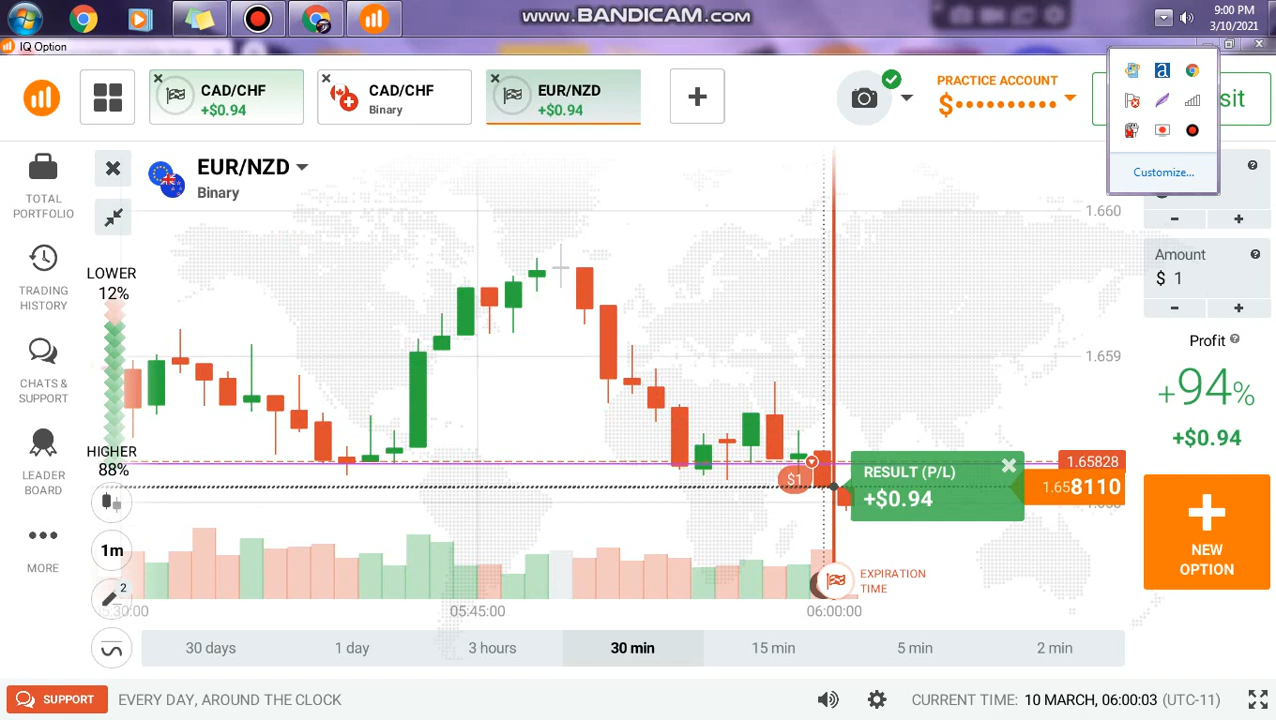 www.BANDICAM.com
9:00 PM
3/10/2021
IQ Option
CAD/CHF
+$0.94
CAD/CHF
Binary
EUR/NZD
+$0.94
PRACTICE ACCOUNT
$••••••••••
sit
Customize...
TOTAL
PORTFOLIO
TRADING
HISTORY
CHATS &
SUPPORT
LEADER
BOARD
MORE
EUR/NZD
Binary
LOWER
12%
HIGHER
88%
1m
2
1.660
1.659
1.65828
1.658110
$1
RESULT (P/L)
+$0.94
EXPIRATION
TIME
05:45:00
06:00:00
30 days
1 day
3 hours
30 min
15 min
5 min
2 min
Amount
$ 1
-
+
Profit
+94%
+$0.94
+
NEW
OPTION
SUPPORT
EVERY DAY, AROUND THE CLOCK
CURRENT TIME: 10 MARCH, 06:00:03 (UTC-11)